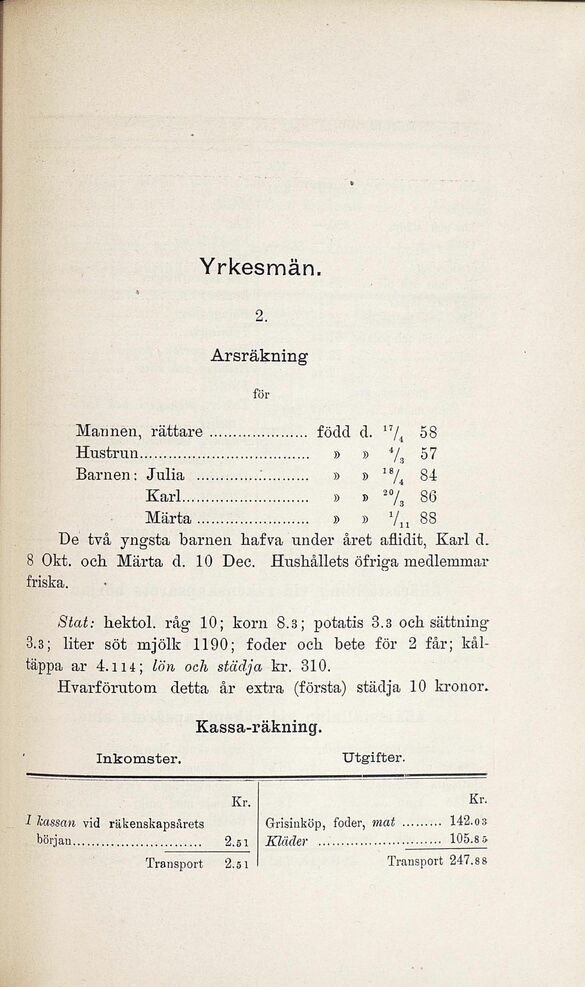 Yrkesmän.
2.
Arsräkning
för
Mannen, rättare ...................... född d. 17/4 58
Hustrun...................................... » » 4/3 57
Barnen: Julia ......................... » » 18/4 84
Karl............................. » » 20/3 86
Märta ......................... » » 1/11 88
De två yngsta barnen hafva under året aflidit, Karl d.
8 Okt. och Märta d. 10 Dec. Hushållets öfriga medlemmar
friska.
Stat: hektol. råg 10; korn 8.3; potatis 3.3 och sättning
3.3; liter söt mjölk 1190; foder och bete för 2 får; kål-
täppa ar 4.114; lön och städja kr. 310.
Hvarförutom detta år extra (första) städja 10 kronor.
Kassa-räkning.
Inkomster.
Kr.
I kassan vid räkenskapsårets
början............................ 2.51
Transport 2.51
Utgifter.
Kr.
Grisinköp, foder, mat ......... 142.03
Kläder ........................... 105.85
Transport 247.88